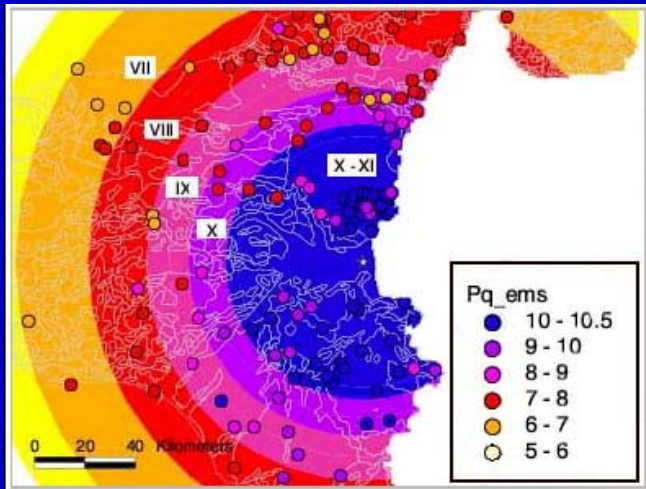 VII
VIII
X - XI
IX
X
Pq_ems
10 - 10.5
9 - 10
8 - 9
7 - 8
6 - 7
5 - 6
0 20 40 Kilometers